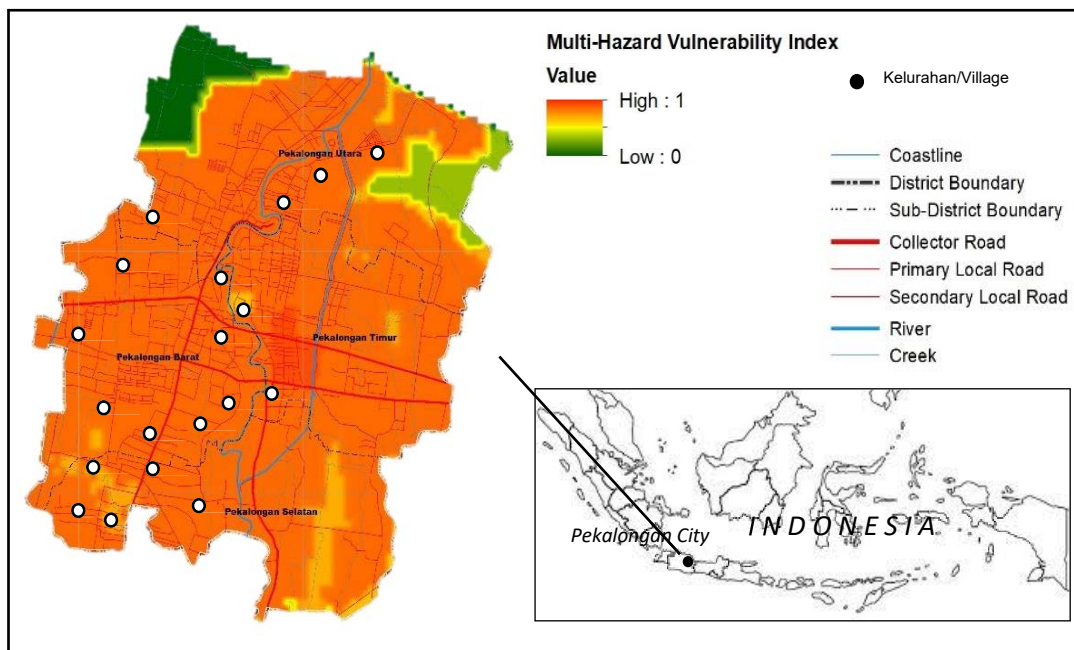 Multi-Hazard Vulnerability Index
Value
High : 1
Low : 0
Kelurahan/Village
Coastline
District Boundary
Sub-District Boundary
Collector Road
Primary Local Road
Secondary Local Road
River
Creek
Pekalongan Utara
Pekalongan Timur
Pekalongan Barat
Pekalongan Selatan
Pekalongan City
INDONESIA